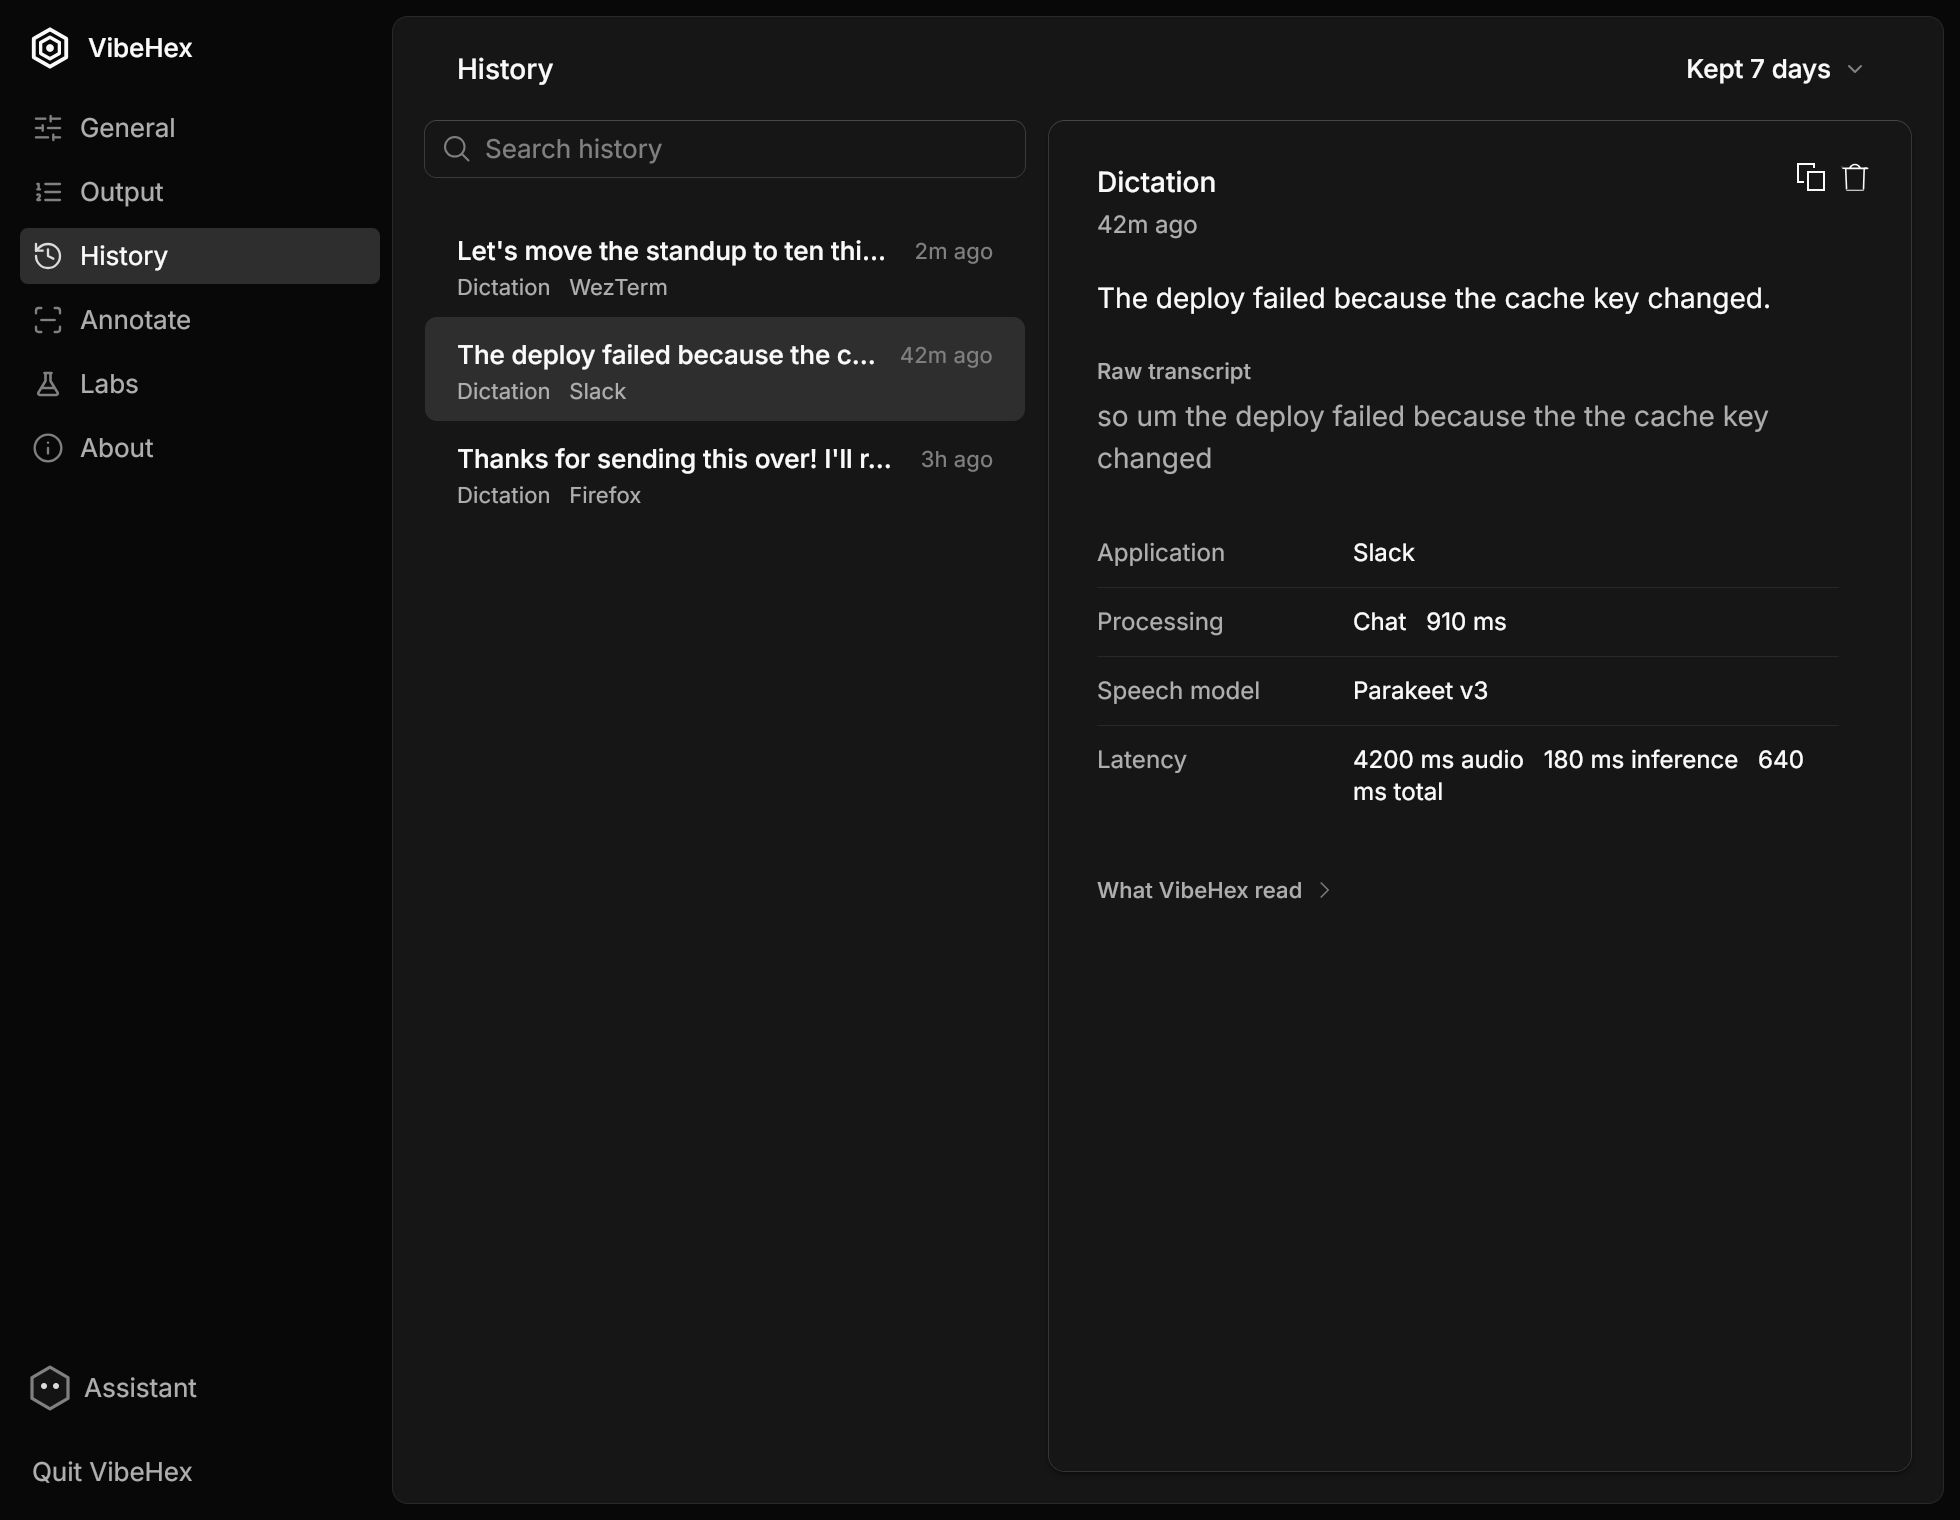 VibeHex
General
Output
History
Annotate
Labs
About
Assistant
Quit VibeHex
History
Kept 7 days
Search history
Let's move the standup to ten thi... 2m ago
Dictation WezTerm
The deploy failed because the c... 42m ago
Dictation Slack
Thanks for sending this over! I'll r... 3h ago
Dictation Firefox
Dictation
42m ago
The deploy failed because the cache key changed.
Raw transcript
so um the deploy failed because the the cache key
changed
Application Slack
Processing Chat 910 ms
Speech model Parakeet v3
Latency 4200 ms audio 180 ms inference 640
ms total
What VibeHex read